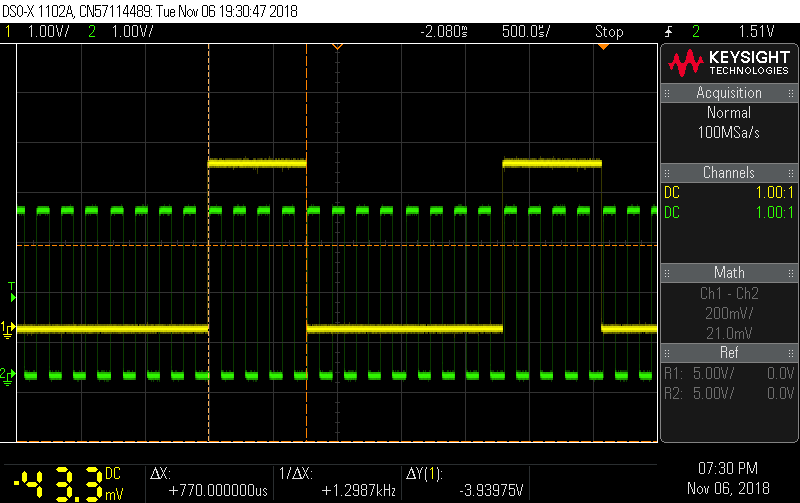 DSO-X 1102A, CN57114489: Tue Nov 06 19:30:47 2018
1 1.00V/ 2 1.00V/ -2.080ms 500.0us/ Stop 2 1.51V
KEYSIGHT
TECHNOLOGIES
Acquisition
Normal
100MSa/s
Channels
DC 1.00:1
DC 1.00:1
T
Math
Ch1 - Ch2
200mV/
21.0mV
1
Ref
R1: 5.00V/ 0.0V
2
R2: 5.00V/ 0.0V
-43.3 DC mV
ΔX:
+770.000000us
1/ΔX:
+1.2987kHz
ΔY(1):
-3.93975V
07:30 PM
Nov 06, 2018